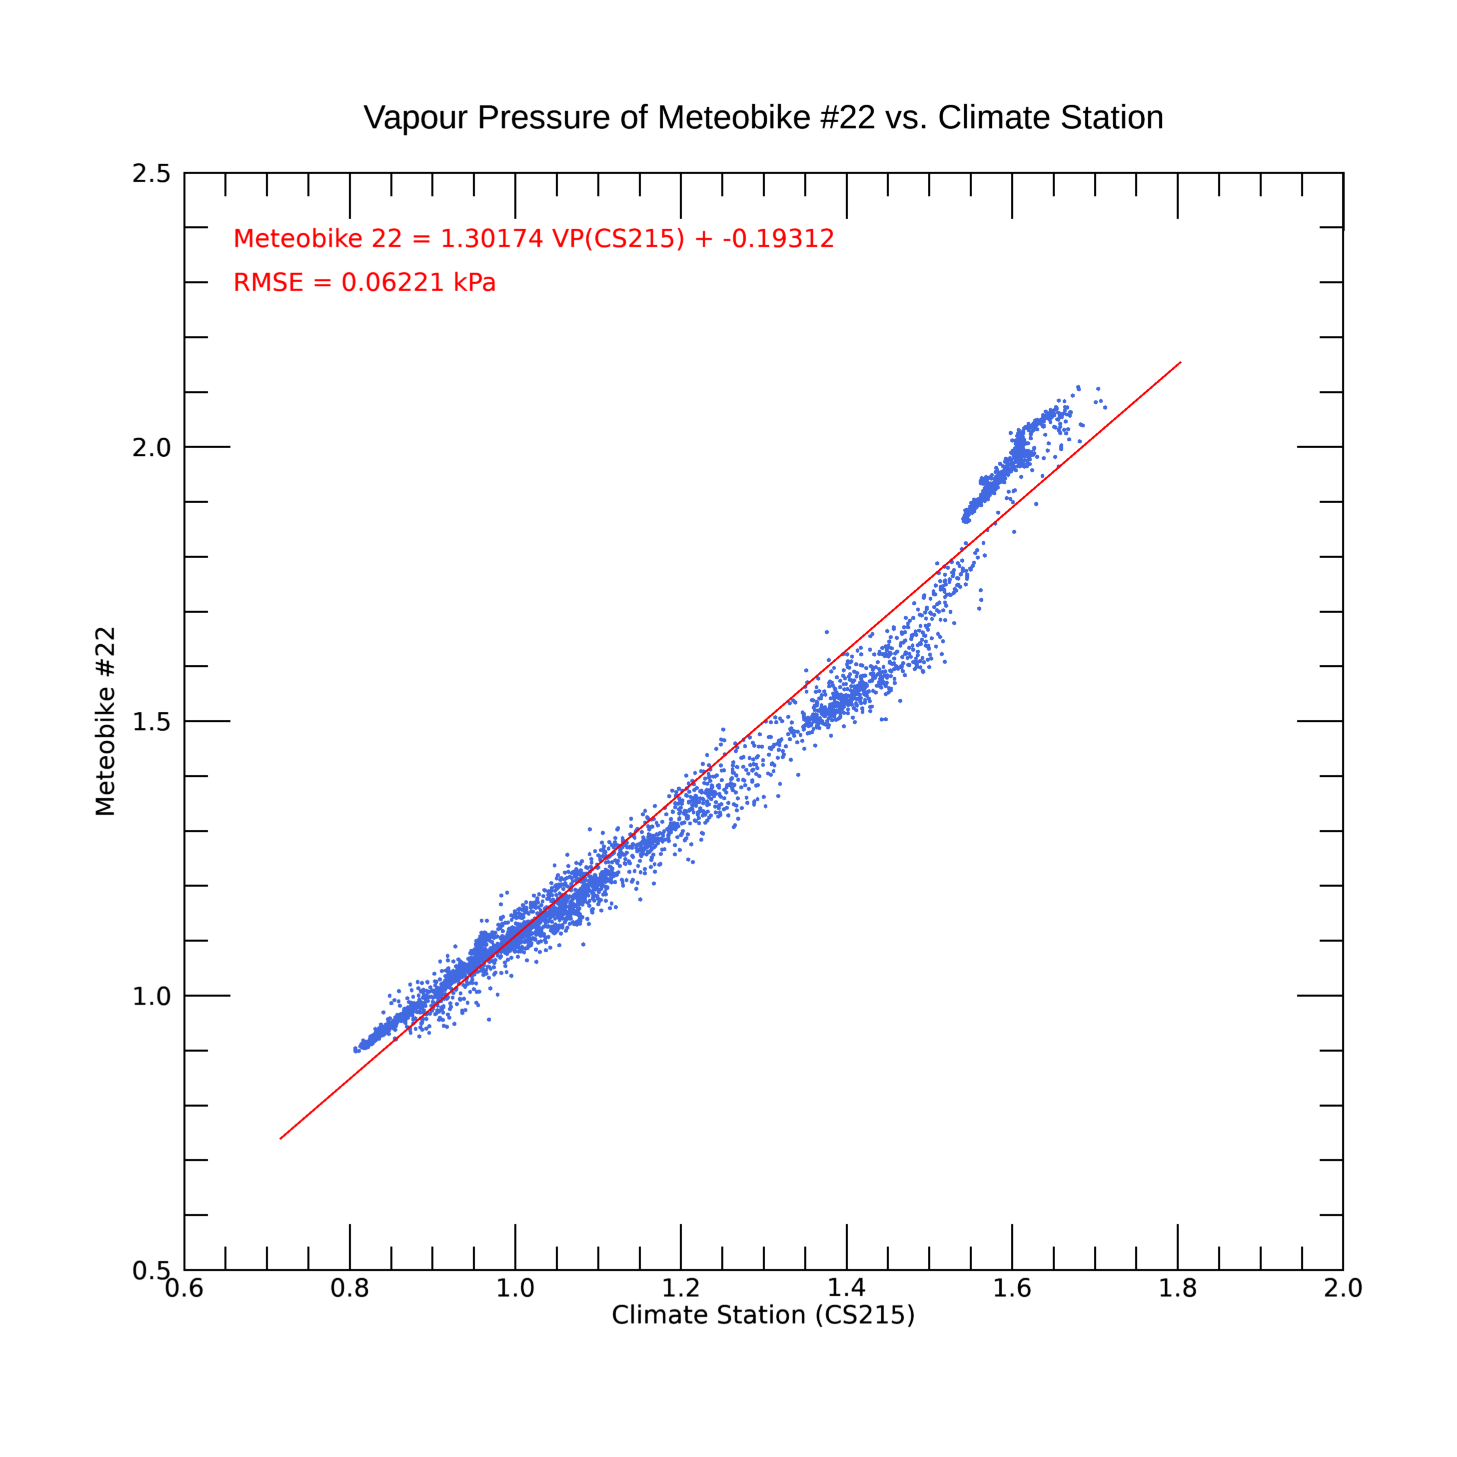 Vapour Pressure of Meteobike #22 vs. Climate Station
2.5
Meteobike 22 = 1.30174 VP(CS215) + -0.19312
RMSE = 0.06221 kPa
2.0
Meteobike #22
1.5
1.0
0.5
0.6 0.8 1.0 1.2 1.4 1.6 1.8 2.0
Climate Station (CS215)